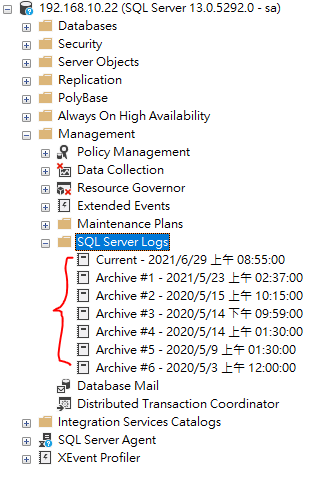 192.168.10.22 (SQL Server 13.0.5292.0 - sa)
Databases
Security
Server Objects
Replication
PolyBase
Always On High Availability
Management
Policy Management
Data Collection
Resource Governor
Extended Events
Maintenance Plans
SQL Server Logs
Current - 2021/6/29 上午 08:55:00
Archive #1 - 2021/5/23 上午 02:37:00
Archive #2 - 2020/5/15 上午 10:15:00
Archive #3 - 2020/5/14 下午 09:59:00
Archive #4 - 2020/5/14 上午 01:30:00
Archive #5 - 2020/5/9 上午 01:30:00
Archive #6 - 2020/5/3 上午 12:00:00
Database Mail
Distributed Transaction Coordinator
Integration Services Catalogs
SQL Server Agent
XEvent Profiler